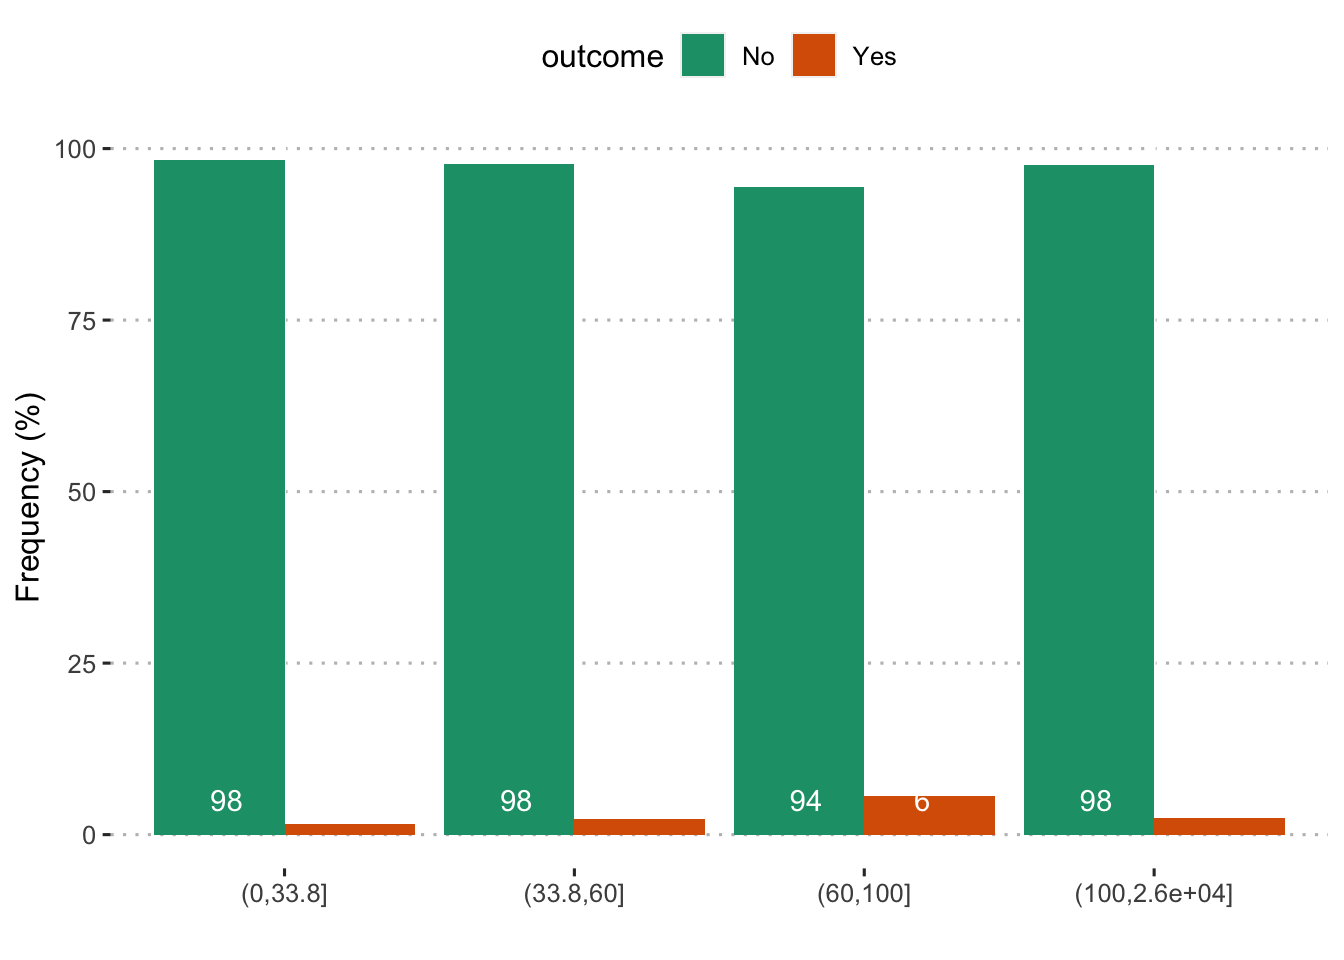 outcome No Yes
Frequency (%)
100
75
50
25
0
98 98 94 6 98
(0,33.8] (33.8,60] (60,100] (100,2.6e+04]